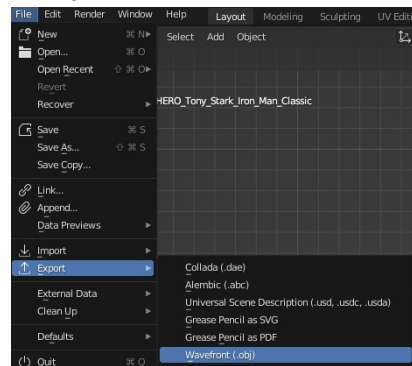 File Edit Render Window Help Layout Modeling Sculpting UV Editi
New ⌘ N
Select Add Object
Open... ⌘ O
Open Recent ⇧ ⌘ O
Revert
Recover
HERO_Tony_Stark_Iron_Man_Classic
Save ⌘ S
Save As... ⇧ ⌘ S
Save Copy...
Link...
Append...
Data Previews
Import
Export
Collada (.dae)
Alembic (.abc)
External Data
Universal Scene Description (.usd, .usdc, .usda)
Clean Up
Grease Pencil as SVG
Grease Pencil as PDF
Defaults
Wavefront (.obj)
Quit ⌘ Q